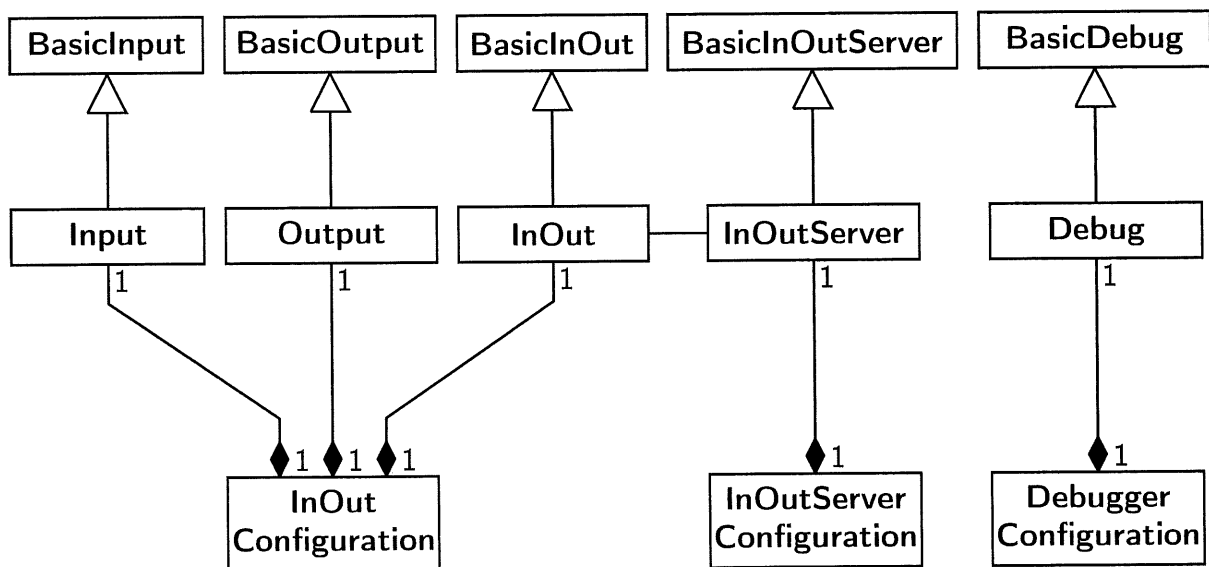 BasicInput
BasicOutput
BasicInOut
BasicInOutServer
BasicDebug
Input
Output
InOut
InOutServer
Debug
1
1
1
1
1
1
1
1
1
1
InOut
Configuration
InOutServer
Configuration
Debugger
Configuration